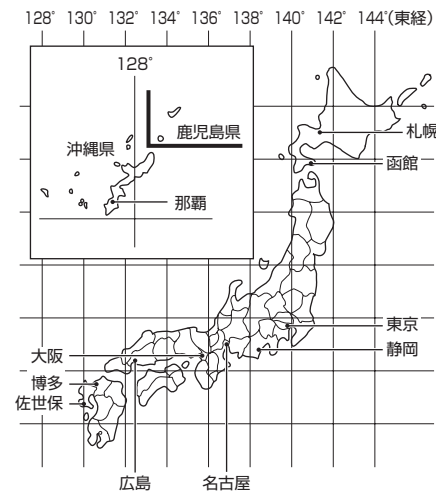 128° 130° 132° 134° 136° 138° 140° 142° 144°(東経)
128°
鹿児島県
沖縄県
那覇
札幌
函館
東京
静岡
大阪
博多
佐世保
広島
名古屋